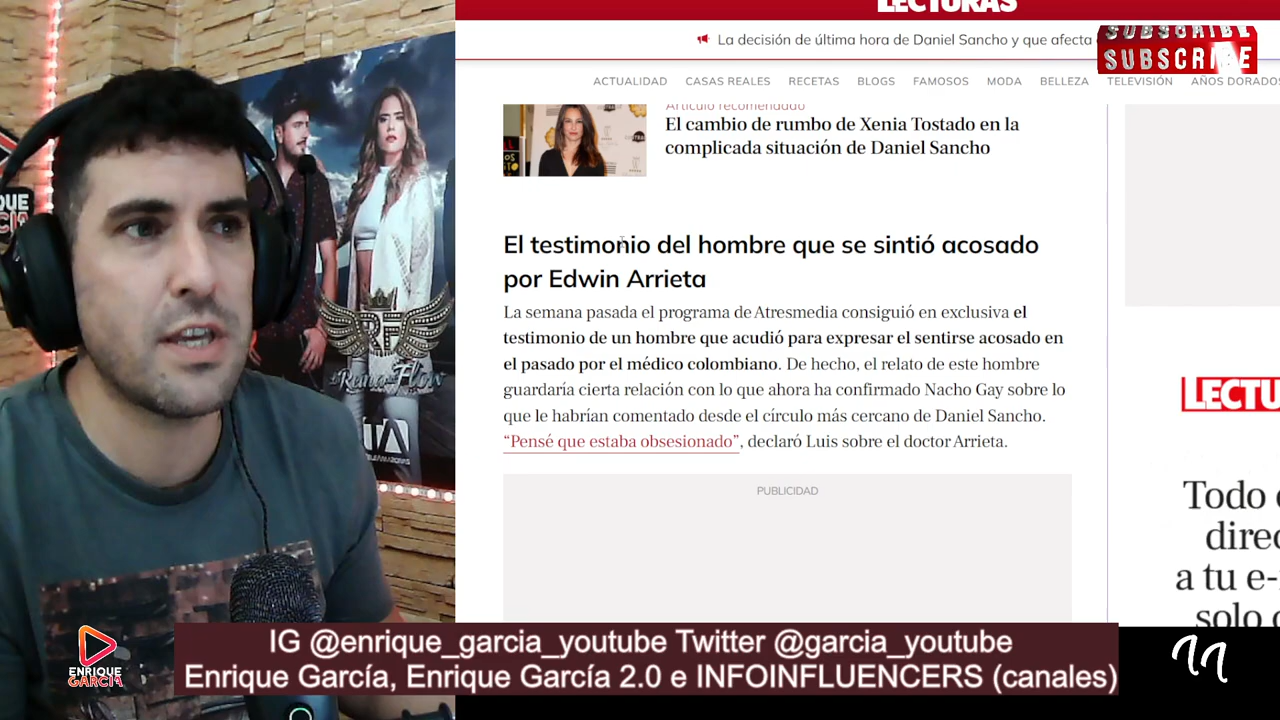 LECTURAS
La decisión de última hora de Daniel Sancho y que afecta
SUBSCRIBE
SUBSCRIBE
ACTUALIDAD CASAS REALES RECETAS BLOGS FAMOSOS MODA BELLEZA TELEVISIÓN AÑOS DORADOS
Artículo recomendado
El cambio de rumbo de Xenia Tostado en la
complicada situación de Daniel Sancho
El testimonio del hombre que se sintió acosado
por Edwin Arrieta
La semana pasada el programa de Atresmedia consiguió en exclusiva el
testimonio de un hombre que acudió para expresar el sentirse acosado en
el pasado por el médico colombiano. De hecho, el relato de este hombre
guardaría cierta relación con lo que ahora ha confirmado Nacho Gay sobre lo
que le habrían comentado desde el círculo más cercano de Daniel Sancho.
“Pensé que estaba obsesionado”, declaró Luis sobre el doctor Arrieta.
PUBLICIDAD
LECTU
Todo
direc
a tu e-
solo
RF
La Reina del Flow
IG @enrique_garcia_youtube Twitter @garcia_youtube
Enrique García, Enrique García 2.0 e INFOINFLUENCERS (canales)
ENRIQUE
GARCÍA